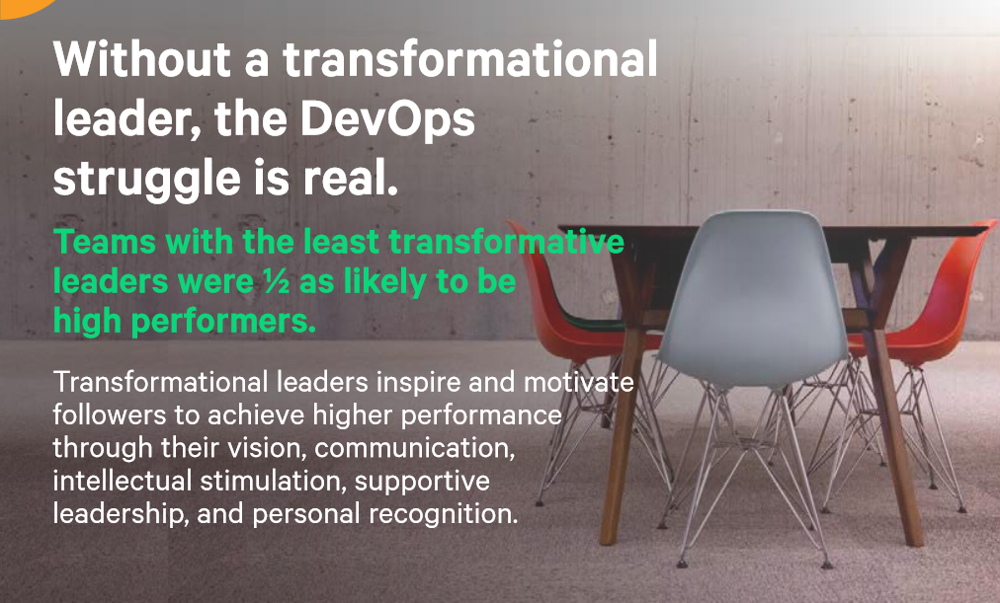 Without a transformational
leader, the DevOps
struggle is real.
Teams with the least transformative
leaders were ½ as likely to be
high performers.
Transformational leaders inspire and motivate
followers to achieve higher performance
through their vision, communication,
intellectual stimulation, supportive
leadership, and personal recognition.